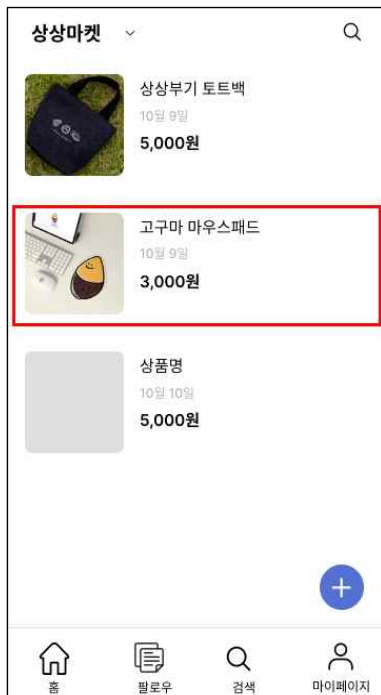 상상마켓
상상부기 토트백
10월 9일
5,000원
고구마 마우스패드
10월 9일
3,000원
상품명
10월 10일
5,000원
홈
팔로우
검색
마이페이지